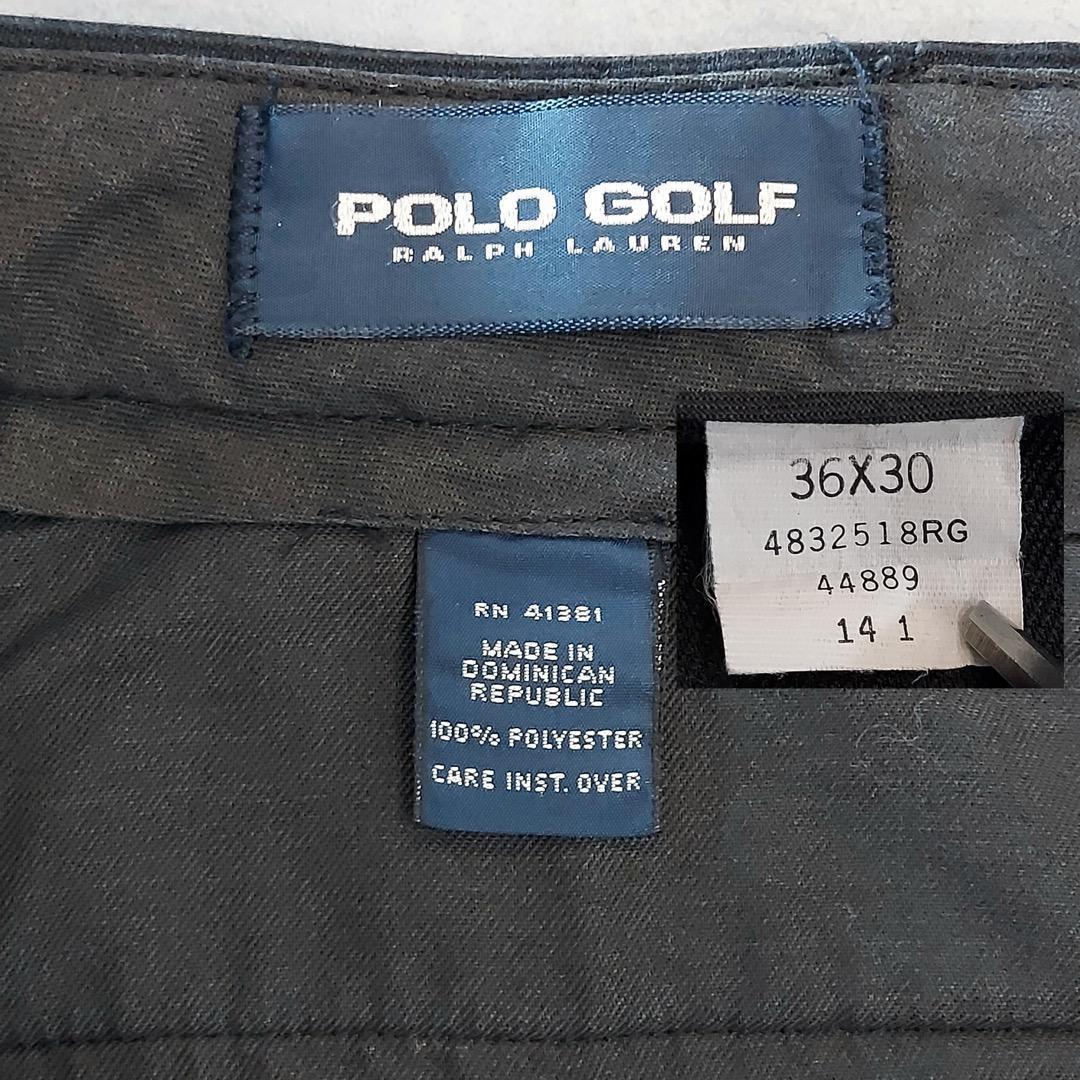 POLO GOLF
RALPH LAUREN
36X30
4832518RG
44889
14 1
RN 41381
MADE IN
DOMINICAN
REPUBLIC
100% POLYESTER
CARE INST. OVER